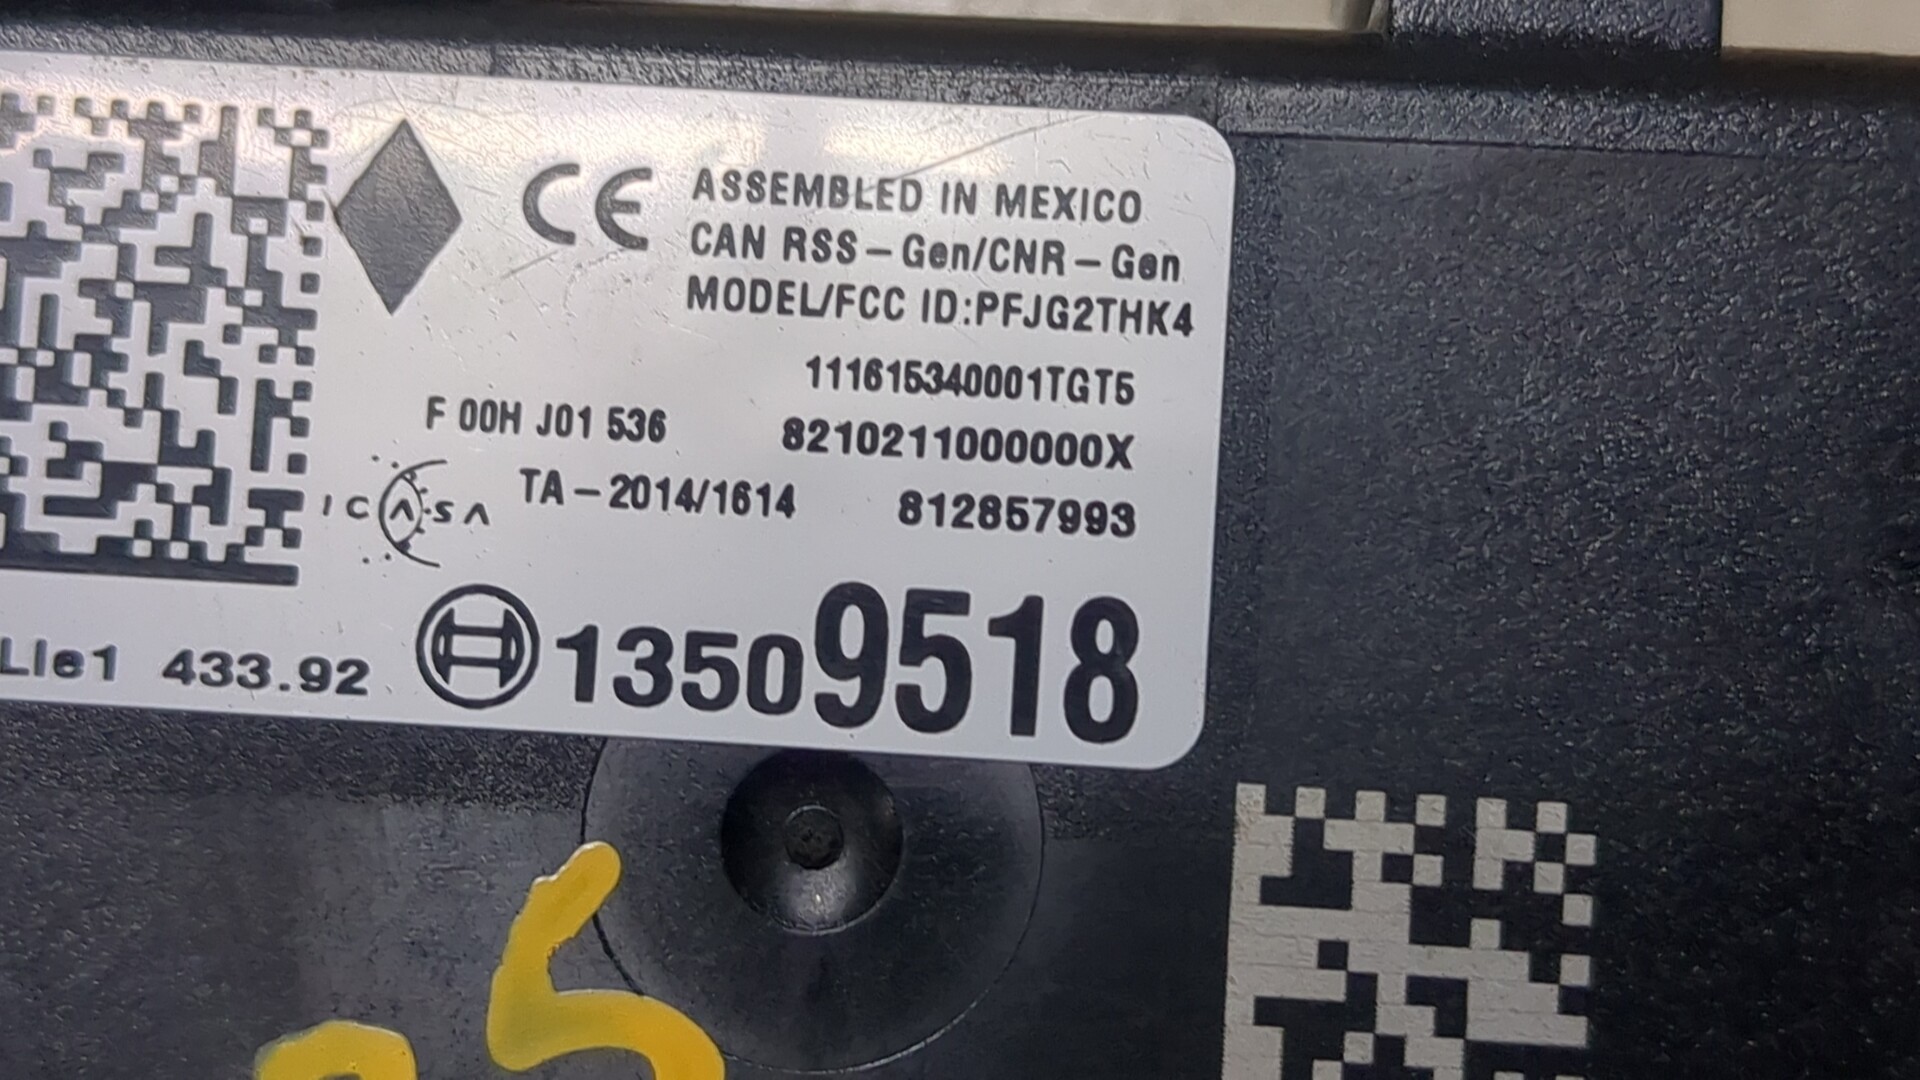 CE ASSEMBLED IN MEXICO
CAN RSS–Gen/CNR–Gen
MODEL/FCC ID:PFJG2THK4
111615340001TGT5
F 00H J01 536 8210211000000X
ICASA TA–2014/1614 812857993
433.92 13509518
5